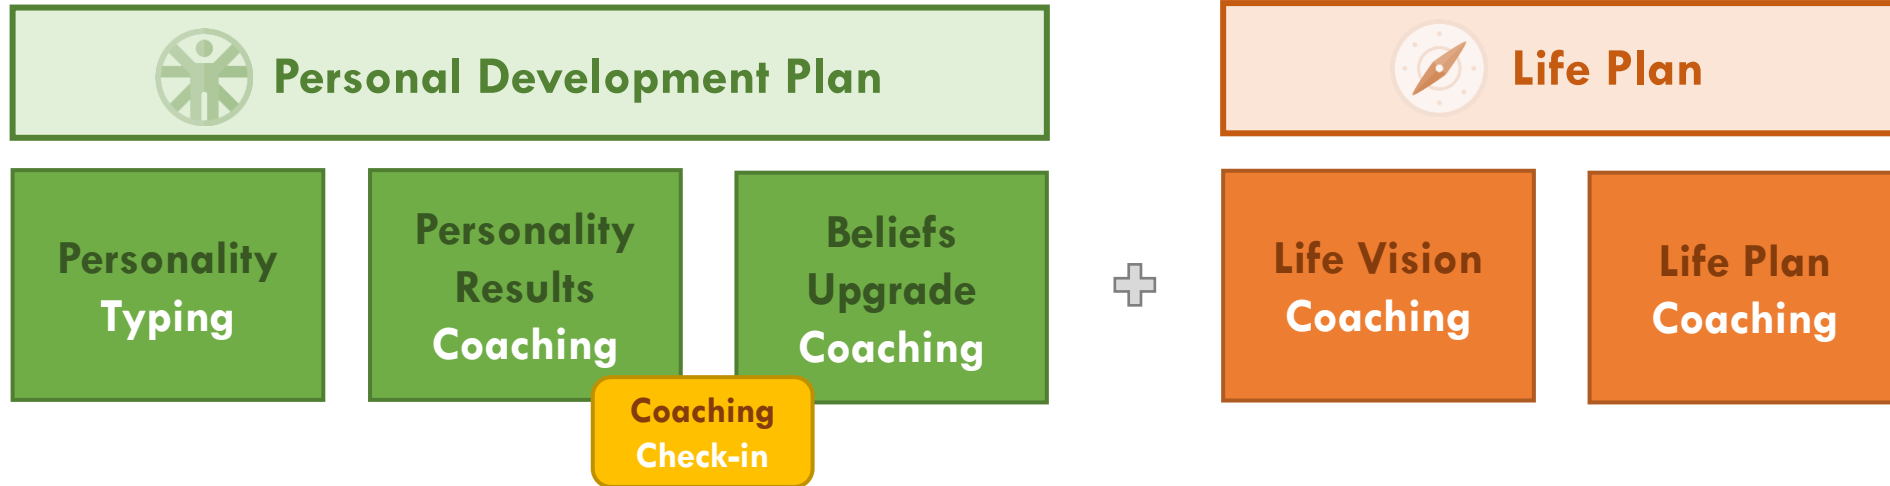 Personal Development Plan
Life Plan
Personality
Typing
Personality
Results
Coaching
Beliefs
Upgrade
Coaching
Coaching
Check-in
Life Vision
Coaching
Life Plan
Coaching